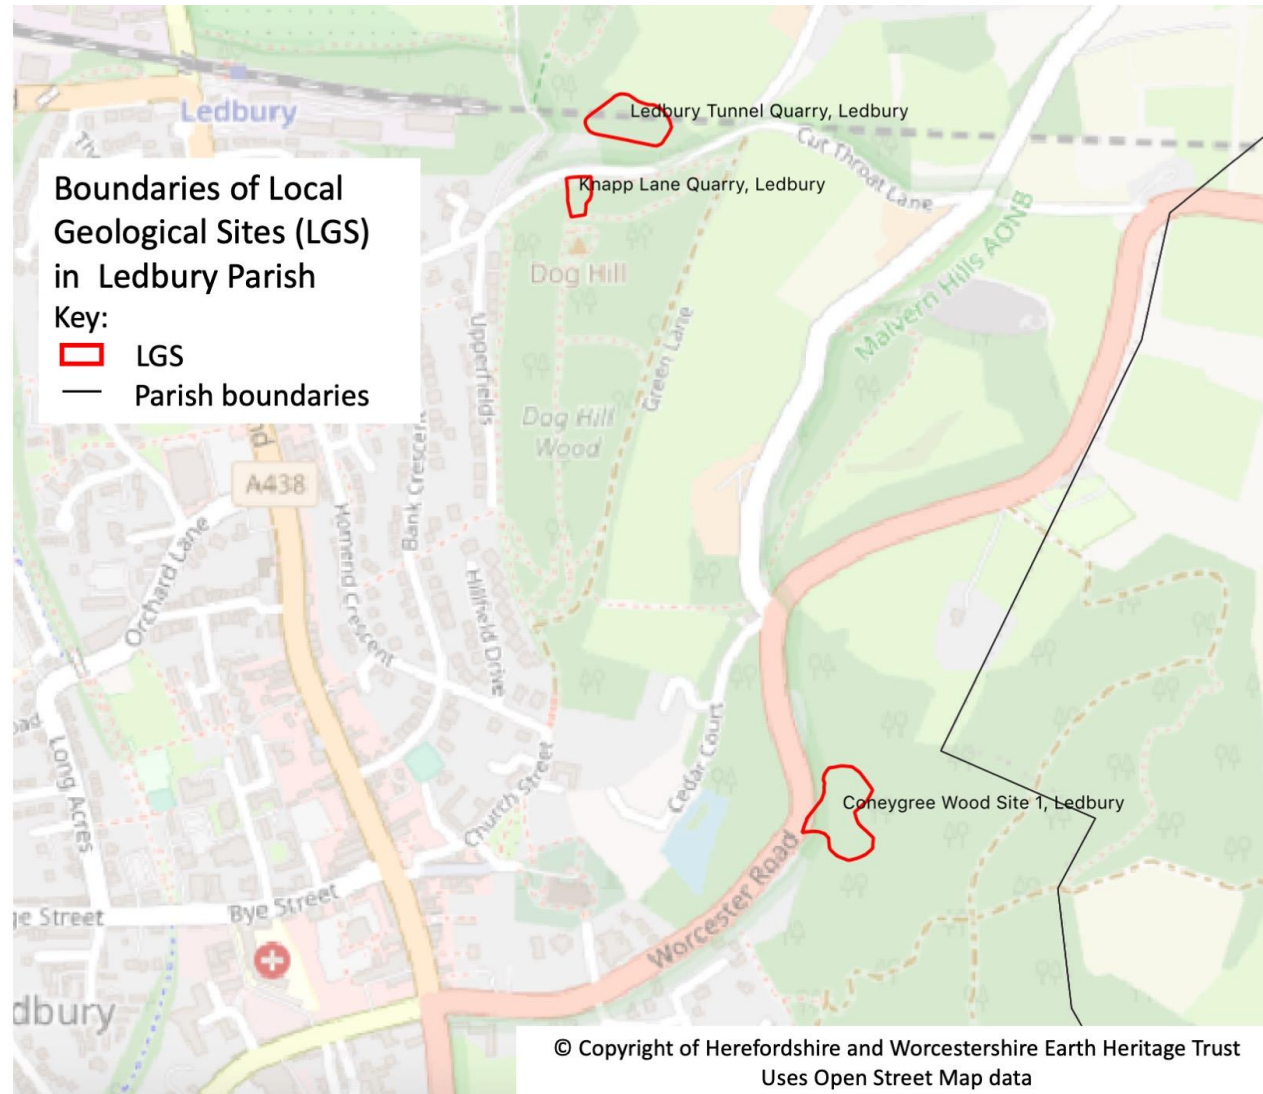 Ledbury
Ledbury Tunnel Quarry, Ledbury
Cut Throat Lane
Knapp Lane Quarry, Ledbury
Boundaries of Local
Geological Sites (LGS)
in Ledbury Parish
Key:
LGS
Parish boundaries
Dog Hill
Malvern Hills AONB
Upperfields
Green Lane
Dog Hill
Wood
Bank Crescent
A438
Orchard Lane
Homend Crescent
Hillfield Drive
Long Acres
Church Street
Cedar Court
Coneygree Wood Site 1, Ledbury
Worcester Road
Bye Street
ge Street
dbury
© Copyright of Herefordshire and Worcestershire Earth Heritage Trust
Uses Open Street Map data